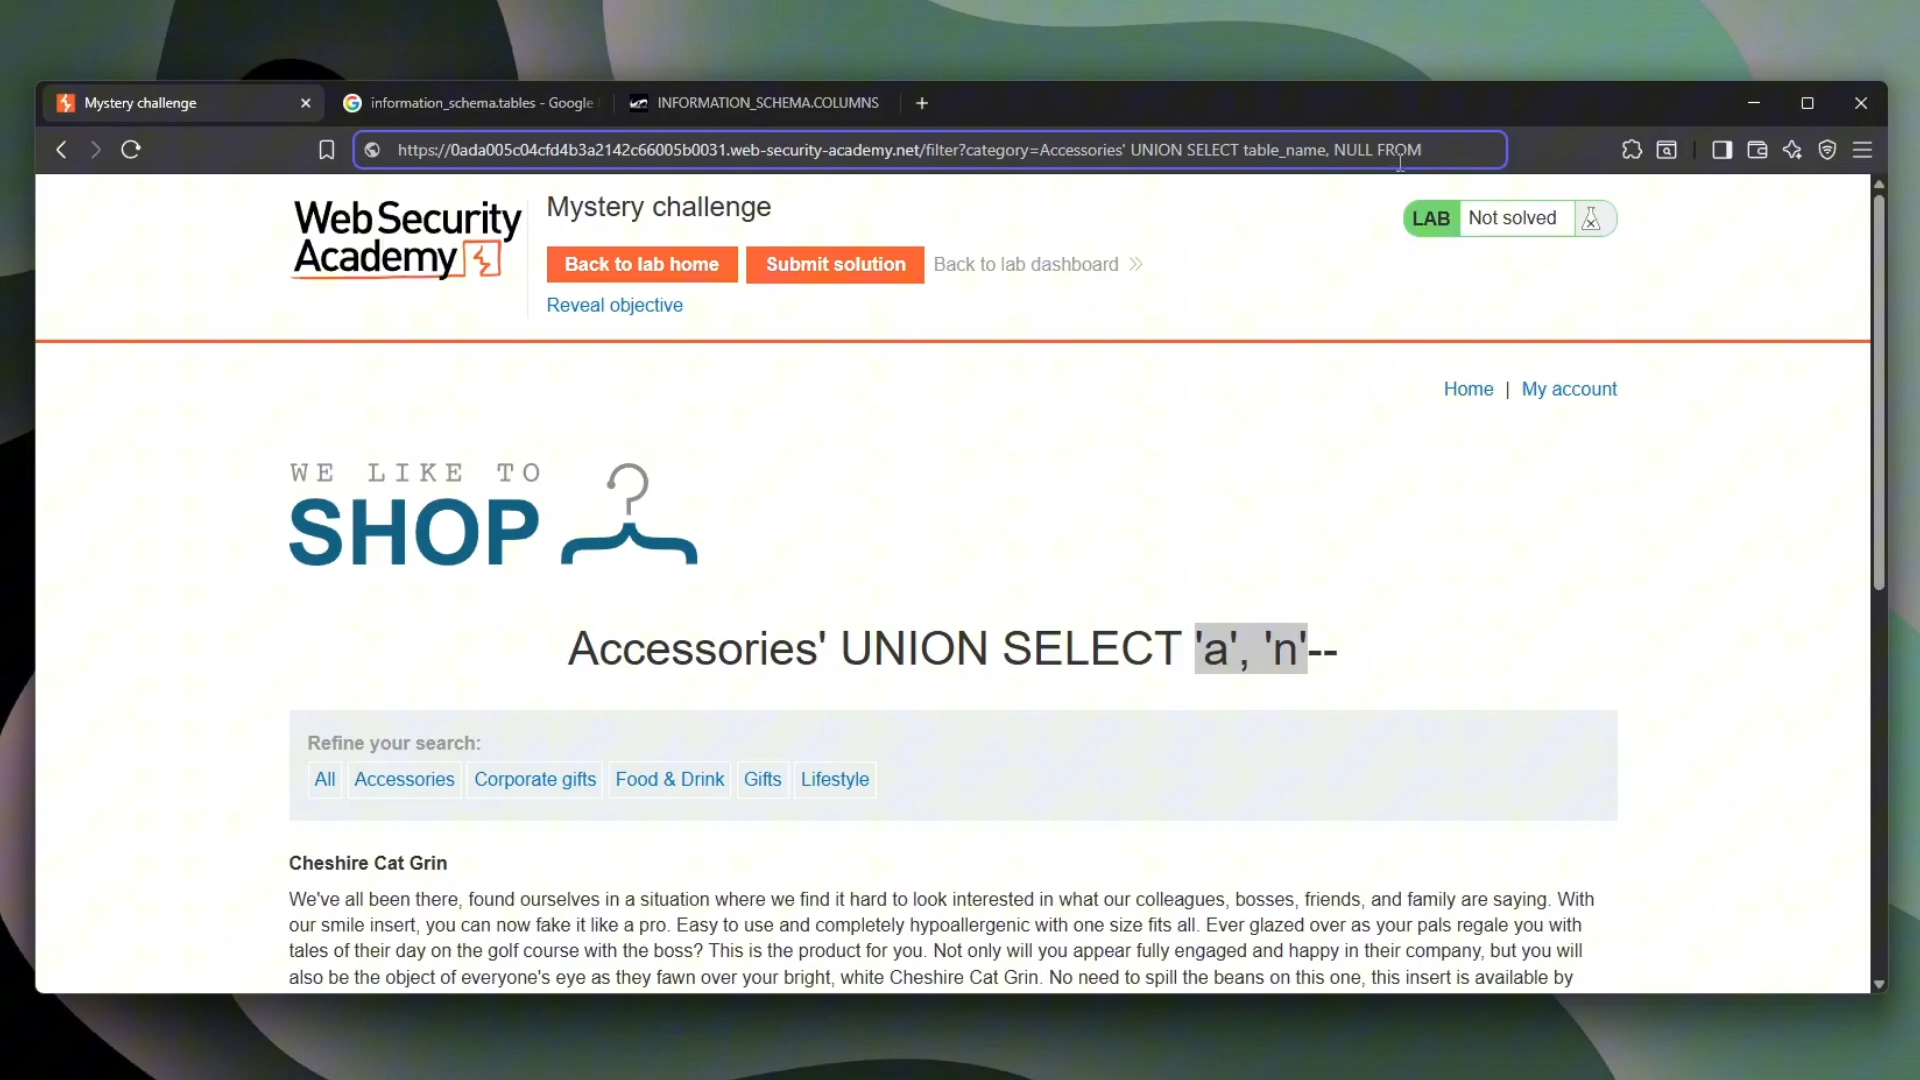 Mystery challenge
information_schema.tables - Google
INFORMATION_SCHEMA.COLUMNS
https://0ada005c04cfd4b3a2142c66005b0031.web-security-academy.net/filter?category=Accessories' UNION SELECT table_name, NULL FROM
Web Security
Academy
Mystery challenge
Back to lab home
Submit solution
Back to lab dashboard
Reveal objective
LAB
Not solved
Home | My account
WE LIKE TO
SHOP
Accessories' UNION SELECT 'a', 'n'--
Refine your search:
All
Accessories
Corporate gifts
Food & Drink
Gifts
Lifestyle
Cheshire Cat Grin
We've all been there, found ourselves in a situation where we find it hard to look interested in what our colleagues, bosses, friends, and family are saying. With
our smile insert, you can now fake it like a pro. Easy to use and completely hypoallergenic with one size fits all. Ever glazed over as your pals regale you with
tales of their day on the golf course with the boss? This is the product for you. Not only will you appear fully engaged and happy in their company, but you will
also be the object of everyone's eye as they fawn over your bright, white Cheshire Cat Grin. No need to spill the beans on this one, this insert is available by